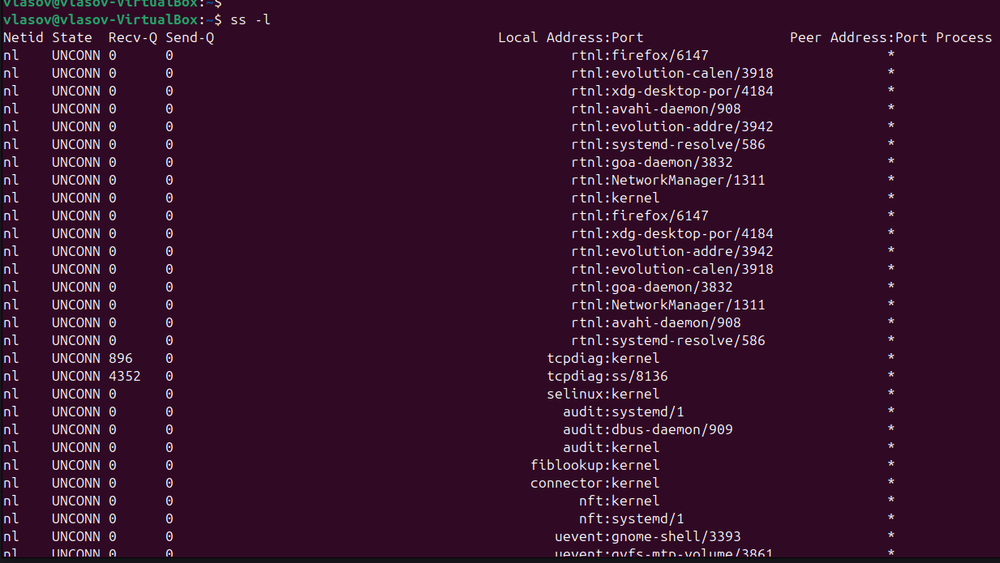 vlasov@vlasov-VirtualBox:~$
vlasov@vlasov-VirtualBox:~$ ss -l
Netid State Recv-Q Send-Q Local Address:Port Peer Address:Port Process
nl UNCONN 0 0 rtnl:firefox/6147 *
nl UNCONN 0 0 rtnl:evolution-calen/3918 *
nl UNCONN 0 0 rtnl:xdg-desktop-por/4184 *
nl UNCONN 0 0 rtnl:avahi-daemon/908 *
nl UNCONN 0 0 rtnl:evolution-addre/3942 *
nl UNCONN 0 0 rtnl:systemd-resolve/586 *
nl UNCONN 0 0 rtnl:goa-daemon/3832 *
nl UNCONN 0 0 rtnl:NetworkManager/1311 *
nl UNCONN 0 0 rtnl:kernel *
nl UNCONN 0 0 rtnl:firefox/6147 *
nl UNCONN 0 0 rtnl:xdg-desktop-por/4184 *
nl UNCONN 0 0 rtnl:evolution-addre/3942 *
nl UNCONN 0 0 rtnl:evolution-calen/3918 *
nl UNCONN 0 0 rtnl:goa-daemon/3832 *
nl UNCONN 0 0 rtnl:NetworkManager/1311 *
nl UNCONN 0 0 rtnl:avahi-daemon/908 *
nl UNCONN 0 0 rtnl:systemd-resolve/586 *
nl UNCONN 896 0 tcpdiag:kernel *
nl UNCONN 4352 0 tcpdiag:ss/8136 *
nl UNCONN 0 0 selinux:kernel *
nl UNCONN 0 0 audit:systemd/1 *
nl UNCONN 0 0 audit:dbus-daemon/909 *
nl UNCONN 0 0 audit:kernel *
nl UNCONN 0 0 fiblookup:kernel *
nl UNCONN 0 0 connector:kernel *
nl UNCONN 0 0 nft:kernel *
nl UNCONN 0 0 nft:systemd/1 *
nl UNCONN 0 0 uevent:gnome-shell/3393 *
nl UNCONN 0 0 uevent:gvfs-mtp-volume/3861 *